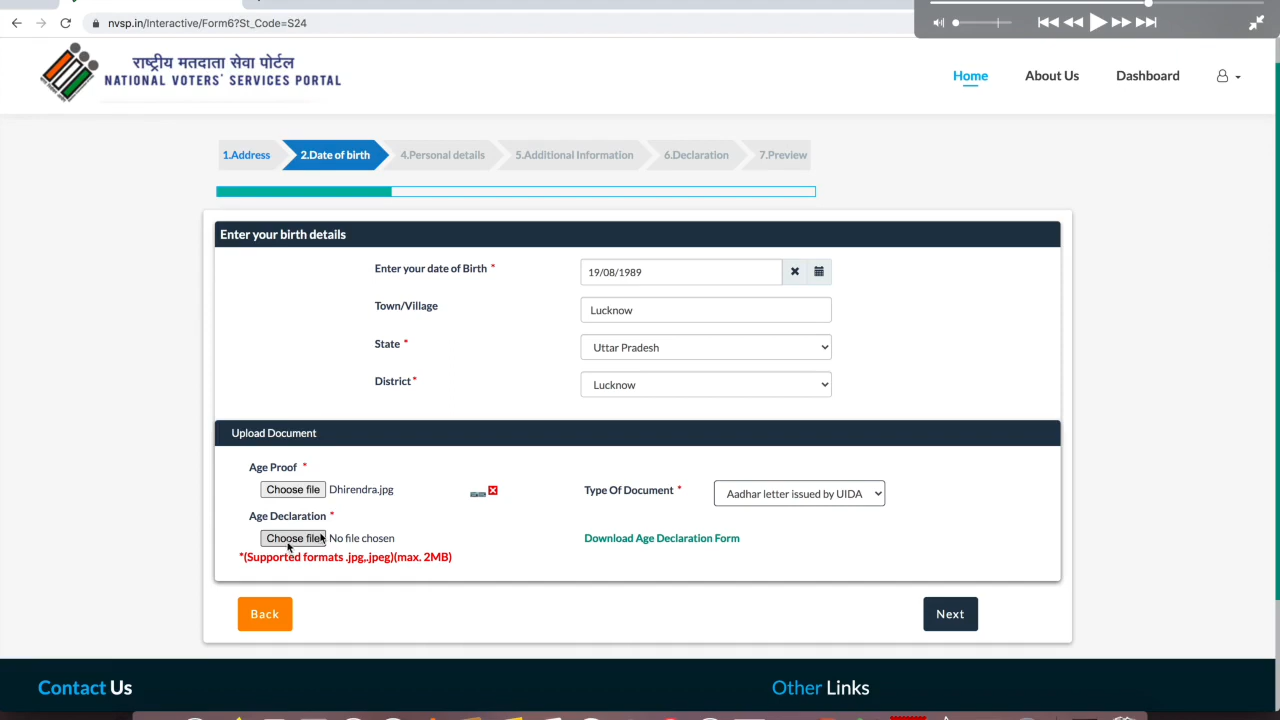 nvsp.in/Interactive/Form6?St_Code=S24
राष्ट्रीय मतदाता सेवा पोर्टल
NATIONAL VOTERS' SERVICES PORTAL
Home About Us Dashboard
1.Address 2.Date of birth 4.Personal details 5.Additional Information 6.Declaration 7.Preview
Enter your birth details
Enter your date of Birth * 19/08/1989
Town/Village Lucknow
State * Uttar Pradesh
District * Lucknow
Upload Document
Age Proof *
Choose file Dhirendra.jpg Type Of Document * Aadhar letter issued by UIDA
Age Declaration *
Choose file No file chosen Download Age Declaration Form
*(Supported formats .jpg,.jpeg)(max. 2MB)
Back Next
Contact Us Other Links